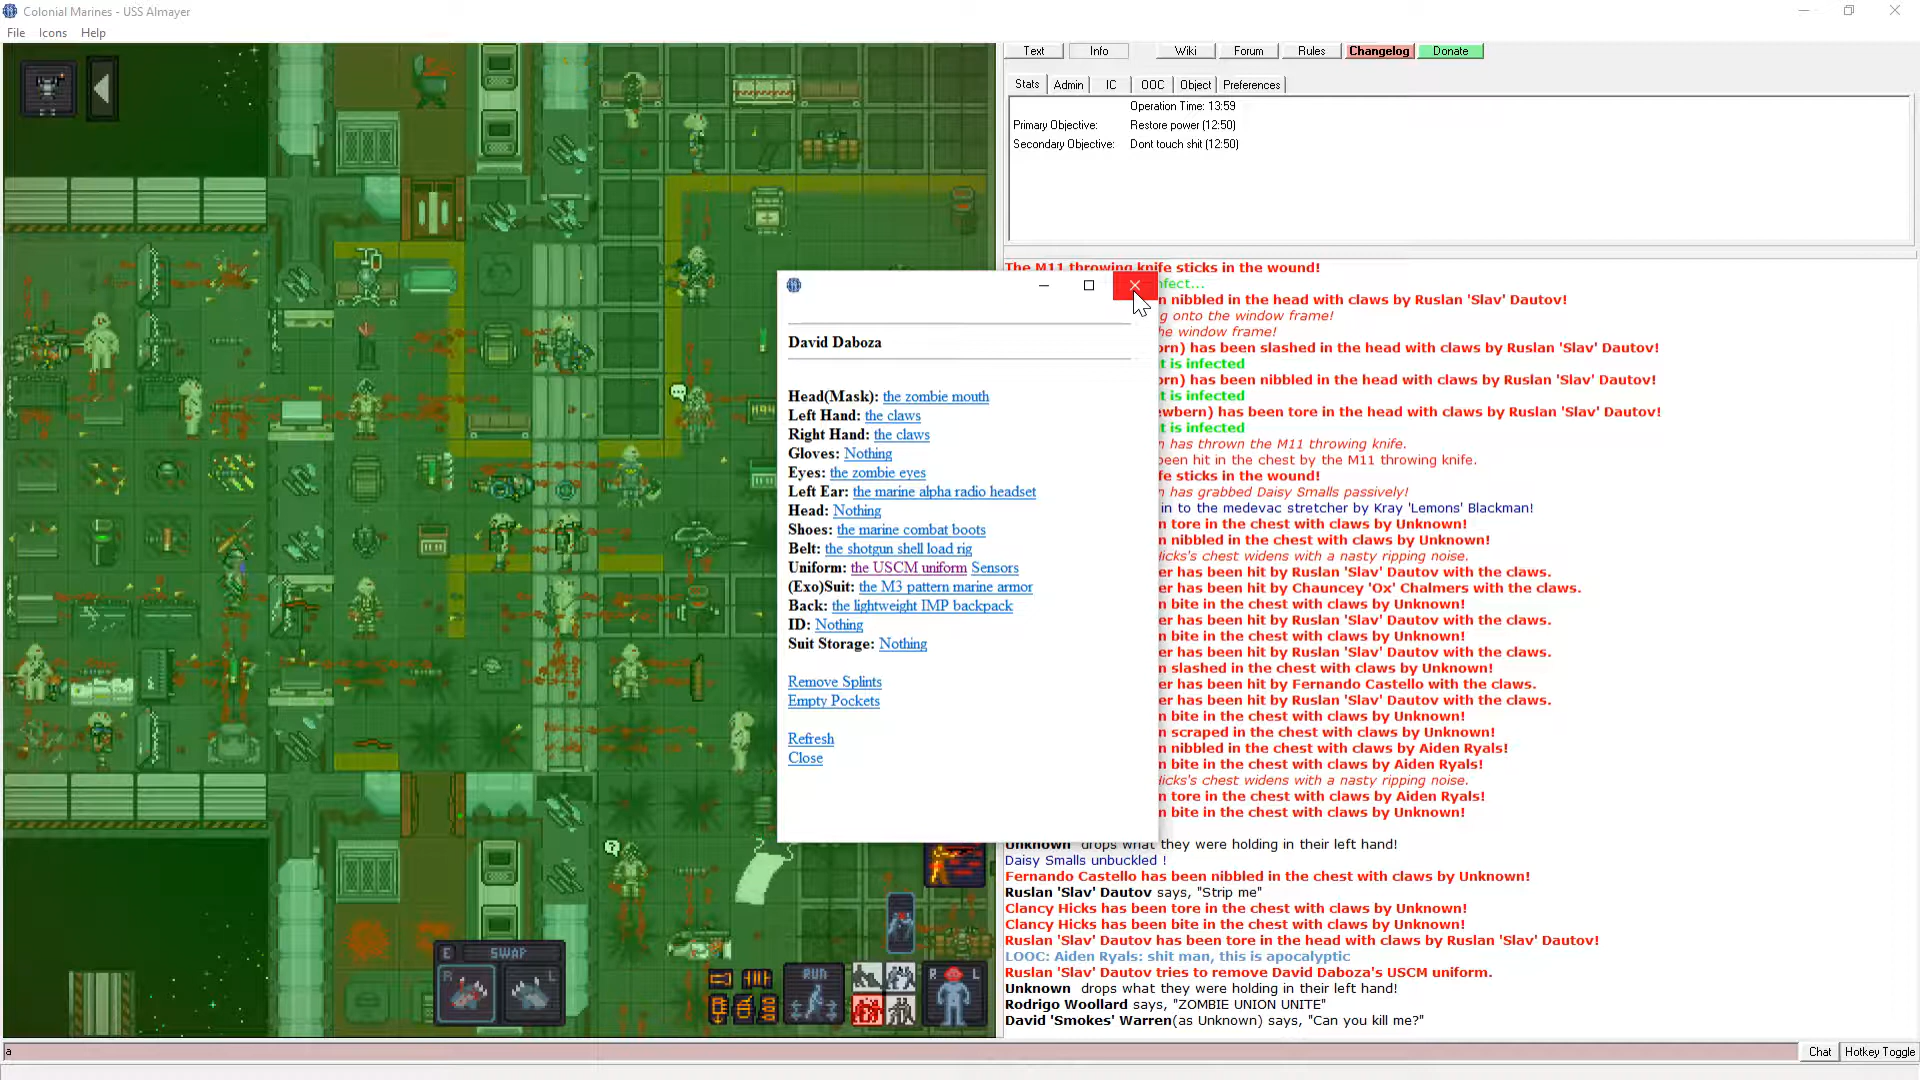 Colonial Marines - USS Almayer
File Icons Help
Text Info Wiki Forum Rules Changelog Donate
Stats Admin IC OOC Object Preferences
Operation Time: 13:59
Primary Objective: Restore power (12:50)
Secondary Objective: Dont touch shit (12:50)
David Daboza
Head(Mask): the zombie mouth
Left Hand: the claws
Right Hand: the claws
Gloves: Nothing
Eyes: the zombie eyes
Left Ear: the marine alpha radio headset
Head: Nothing
Shoes: the marine combat boots
Belt: the shotgun shell load rig
Uniform: the USCM uniform Sensors
(Exo)Suit: the M3 pattern marine armor
Back: the lightweight IMP backpack
ID: Nothing
Suit Storage: Nothing
Remove Splints
Empty Pockets
Refresh
Close
The M11 throwing knife sticks in the wound!
nfect...
n nibbled in the head with claws by Ruslan 'Slav' Dautov!
g onto the window frame!
the window frame!
orn) has been slashed in the head with claws by Ruslan 'Slav' Dautov!
t is infected
rn) has been nibbled in the head with claws by Ruslan 'Slav' Dautov!
t is infected
ewbern) has been tore in the head with claws by Ruslan 'Slav' Dautov!
t is infected
n has thrown the M11 throwing knife.
een hit in the chest by the M11 throwing knife.
fe sticks in the wound!
n has grabbed Daisy Smalls passively!
in to the medevac stretcher by Kray 'Lemons' Blackman!
n tore in the chest with claws by Unknown!
n nibbled in the chest with claws by Unknown!
icks's chest widens with a nasty ripping noise.
er has been hit by Ruslan 'Slav' Dautov with the claws.
er has been hit by Chauncey 'Ox' Chalmers with the claws.
n bite in the chest with claws by Unknown!
er has been hit by Ruslan 'Slav' Dautov with the claws.
n bite in the chest with claws by Unknown!
er has been hit by Ruslan 'Slav' Dautov with the claws.
n slashed in the chest with claws by Unknown!
er has been hit by Fernando Castello with the claws.
er has been hit by Ruslan 'Slav' Dautov with the claws.
n bite in the chest with claws by Unknown!
n scraped in the chest with claws by Unknown!
n nibbled in the chest with claws by Aiden Ryals!
n bite in the chest with claws by Aiden Ryals!
icks's chest widens with a nasty ripping noise.
n tore in the chest with claws by Aiden Ryals!
n bite in the chest with claws by Unknown!
Unknown drops what they were holding in their left hand!
Daisy Smalls unbuckled !
Fernando Castello has been nibbled in the chest with claws by Unknown!
Ruslan 'Slav' Dautov says, "Strip me"
Clancy Hicks has been tore in the chest with claws by Unknown!
Clancy Hicks has been bite in the chest with claws by Unknown!
Ruslan 'Slav' Dautov has been tore in the head with claws by Ruslan 'Slav' Dautov!
LOOC: Aiden Ryals: shit man, this is apocalyptic
Ruslan 'Slav' Dautov tries to remove David Daboza's USCM uniform.
Unknown drops what they were holding in their left hand!
Rodrigo Woollard says, "ZOMBIE UNION UNITE"
David 'Smokes' Warren(as Unknown) says, "Can you kill me?"
E SWAP
R L
RUN
R L
a
Chat Hotkey Toggle